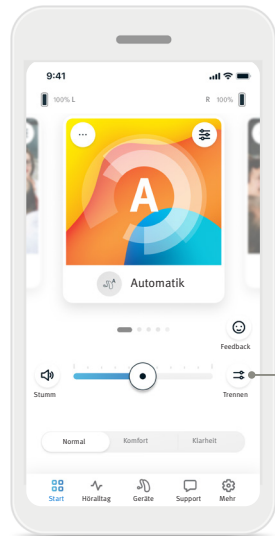 9:41
100% L R 100%
...
A
Automatik
Feedback
Stumm Trennen
Normal Komfort Klarheit
Start Höralltag Geräte Support Mehr